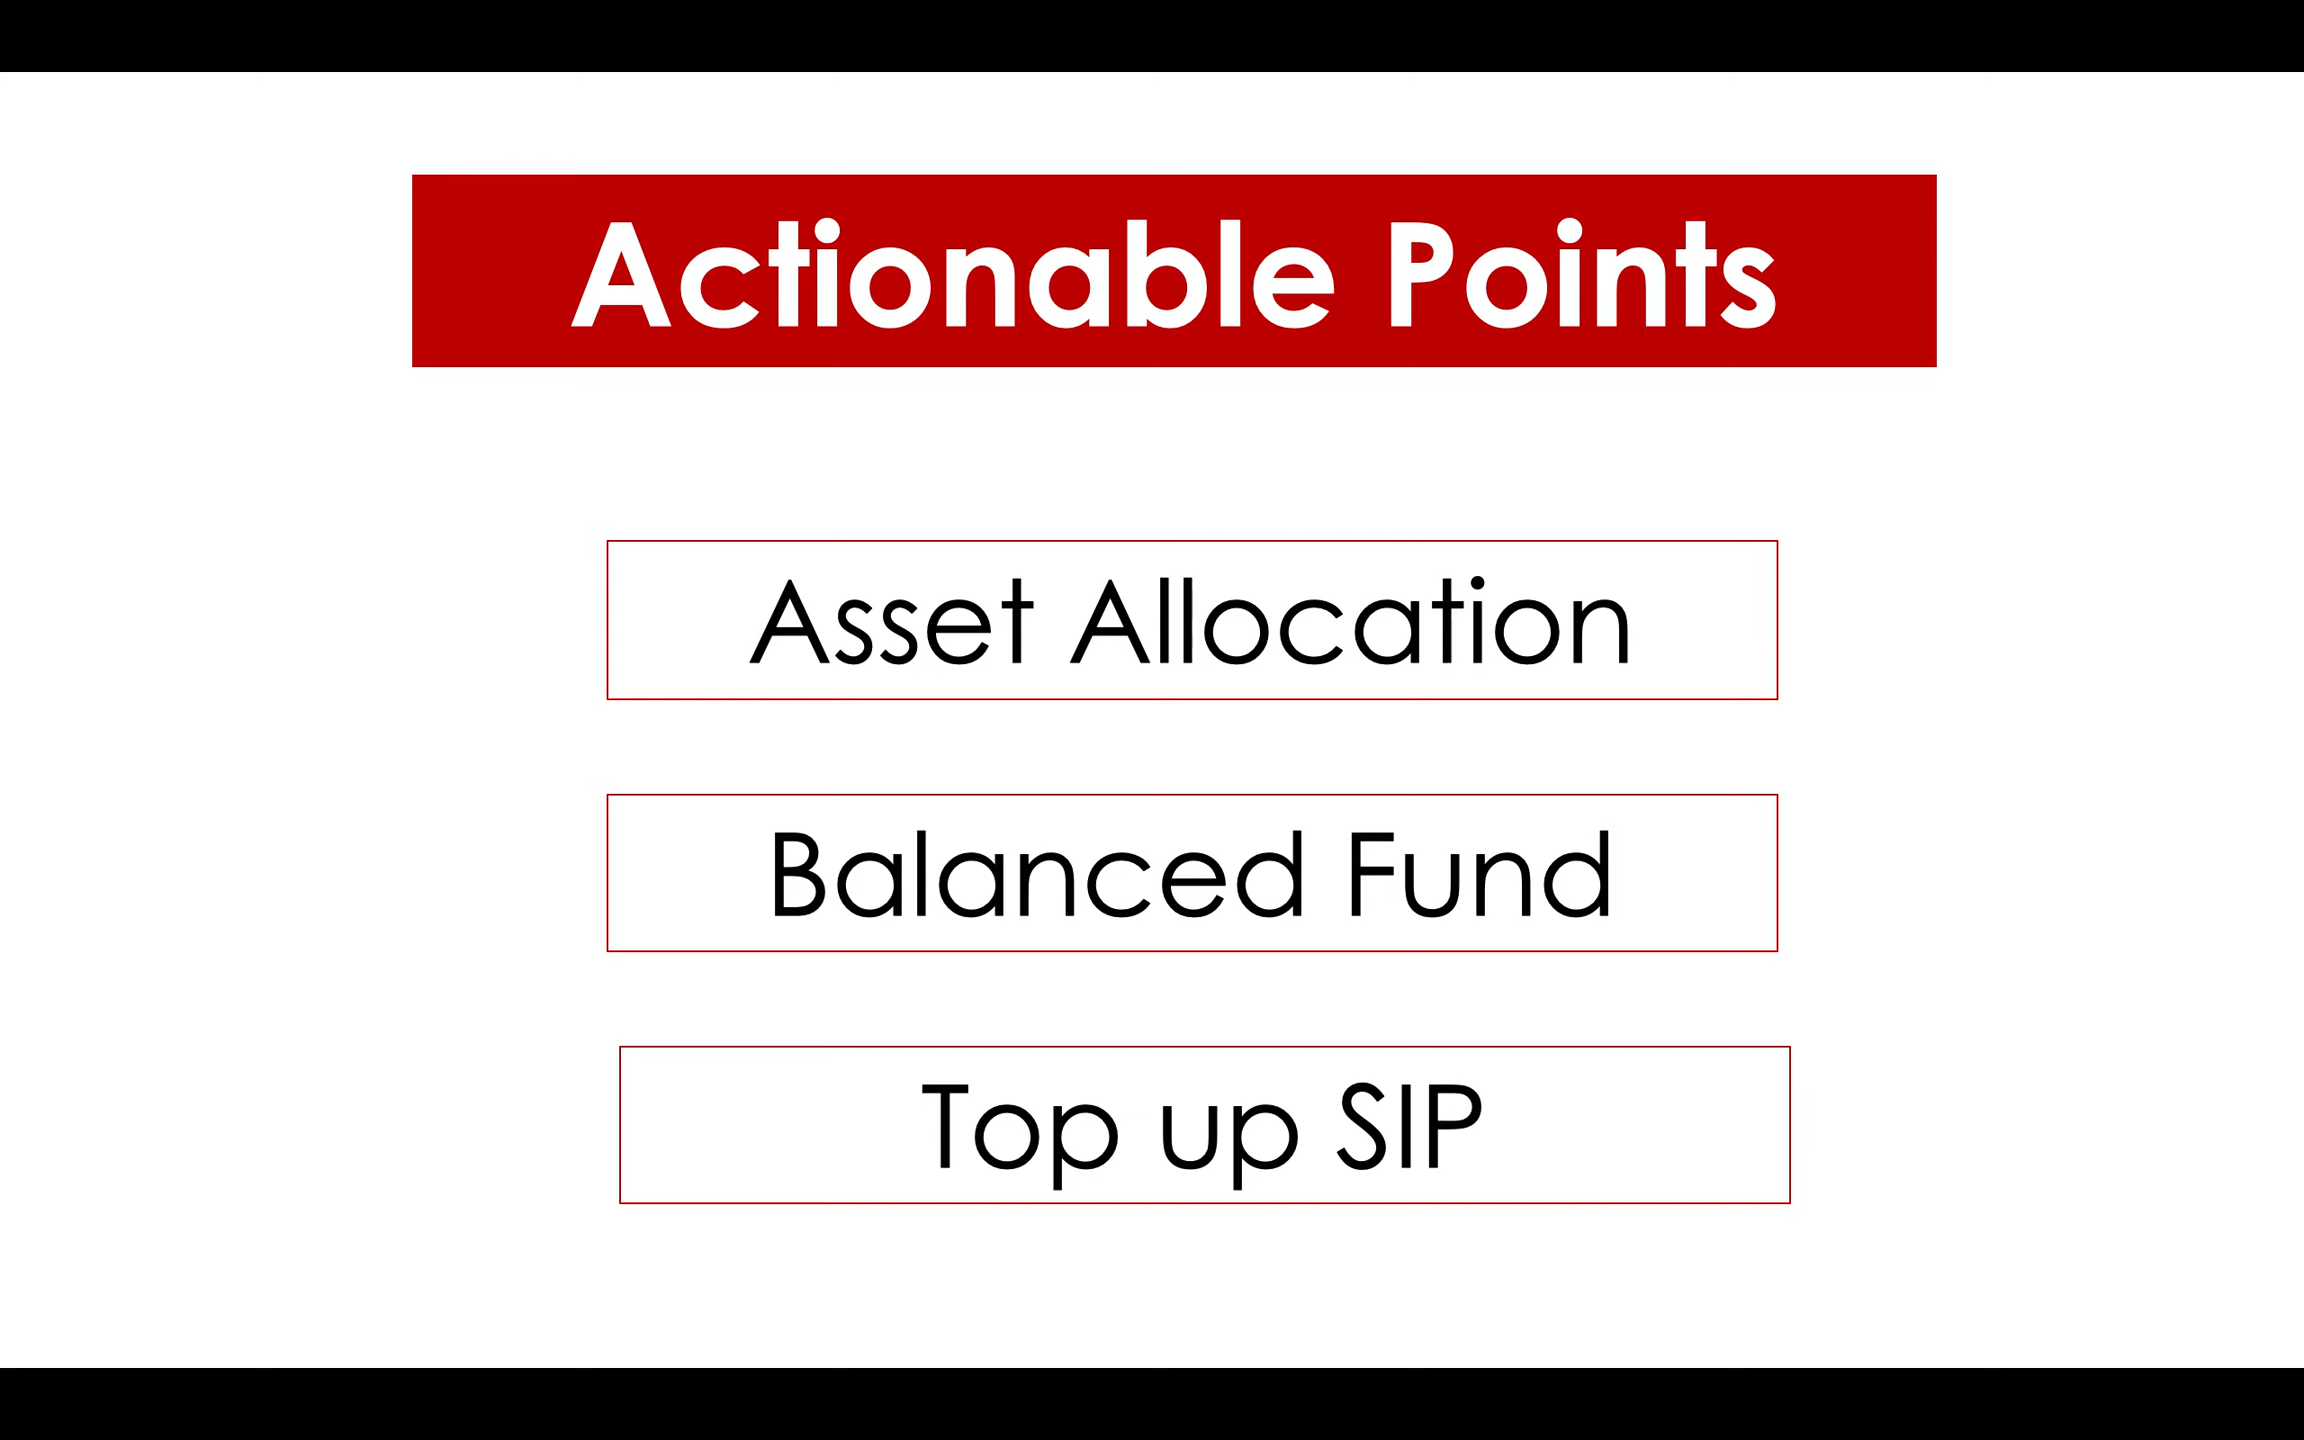 Actionable Points
Asset Allocation
Balanced Fund
Top up SIP